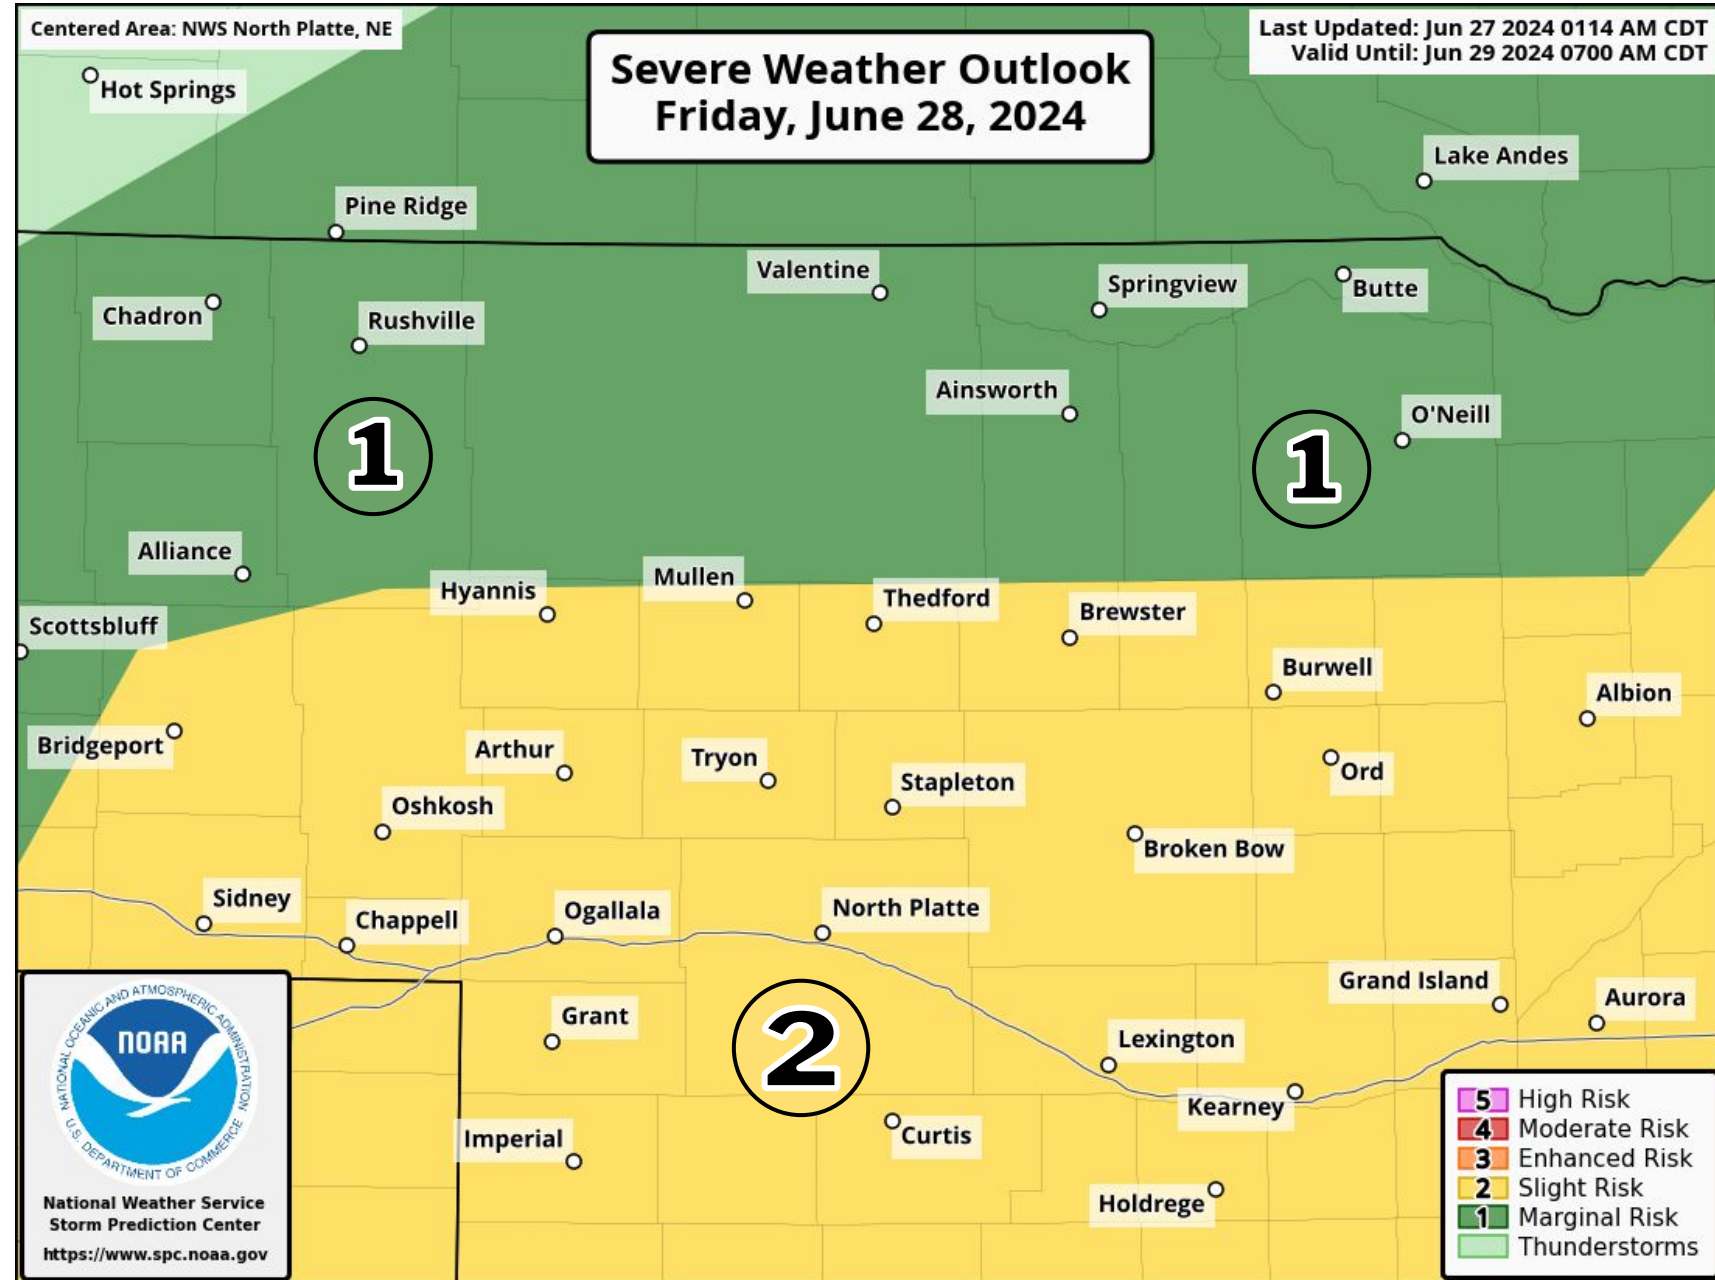 Centered Area: NWS North Platte, NE
Last Updated: Jun 27 2024 0114 AM CDT
Valid Until: Jun 29 2024 0700 AM CDT
Severe Weather Outlook
Friday, June 28, 2024
Hot Springs
Lake Andes
Pine Ridge
Valentine
Springview
Butte
Chadron
Rushville
Ainsworth
O'Neill
1
1
Alliance
Hyannis
Mullen
Thedford
Brewster
Scottsbluff
Burwell
Albion
Bridgeport
Arthur
Tryon
Stapleton
Ord
Oshkosh
Broken Bow
Sidney
Chappell
Ogallala
North Platte
Grand Island
Aurora
Grant
2
Lexington
Kearney
Imperial
Curtis
Holdrege
NATIONAL OCEANIC AND ATMOSPHERIC ADMINISTRATION
NOAA
U.S. DEPARTMENT OF COMMERCE
National Weather Service
Storm Prediction Center
https://www.spc.noaa.gov
5 High Risk
4 Moderate Risk
3 Enhanced Risk
2 Slight Risk
1 Marginal Risk
Thunderstorms